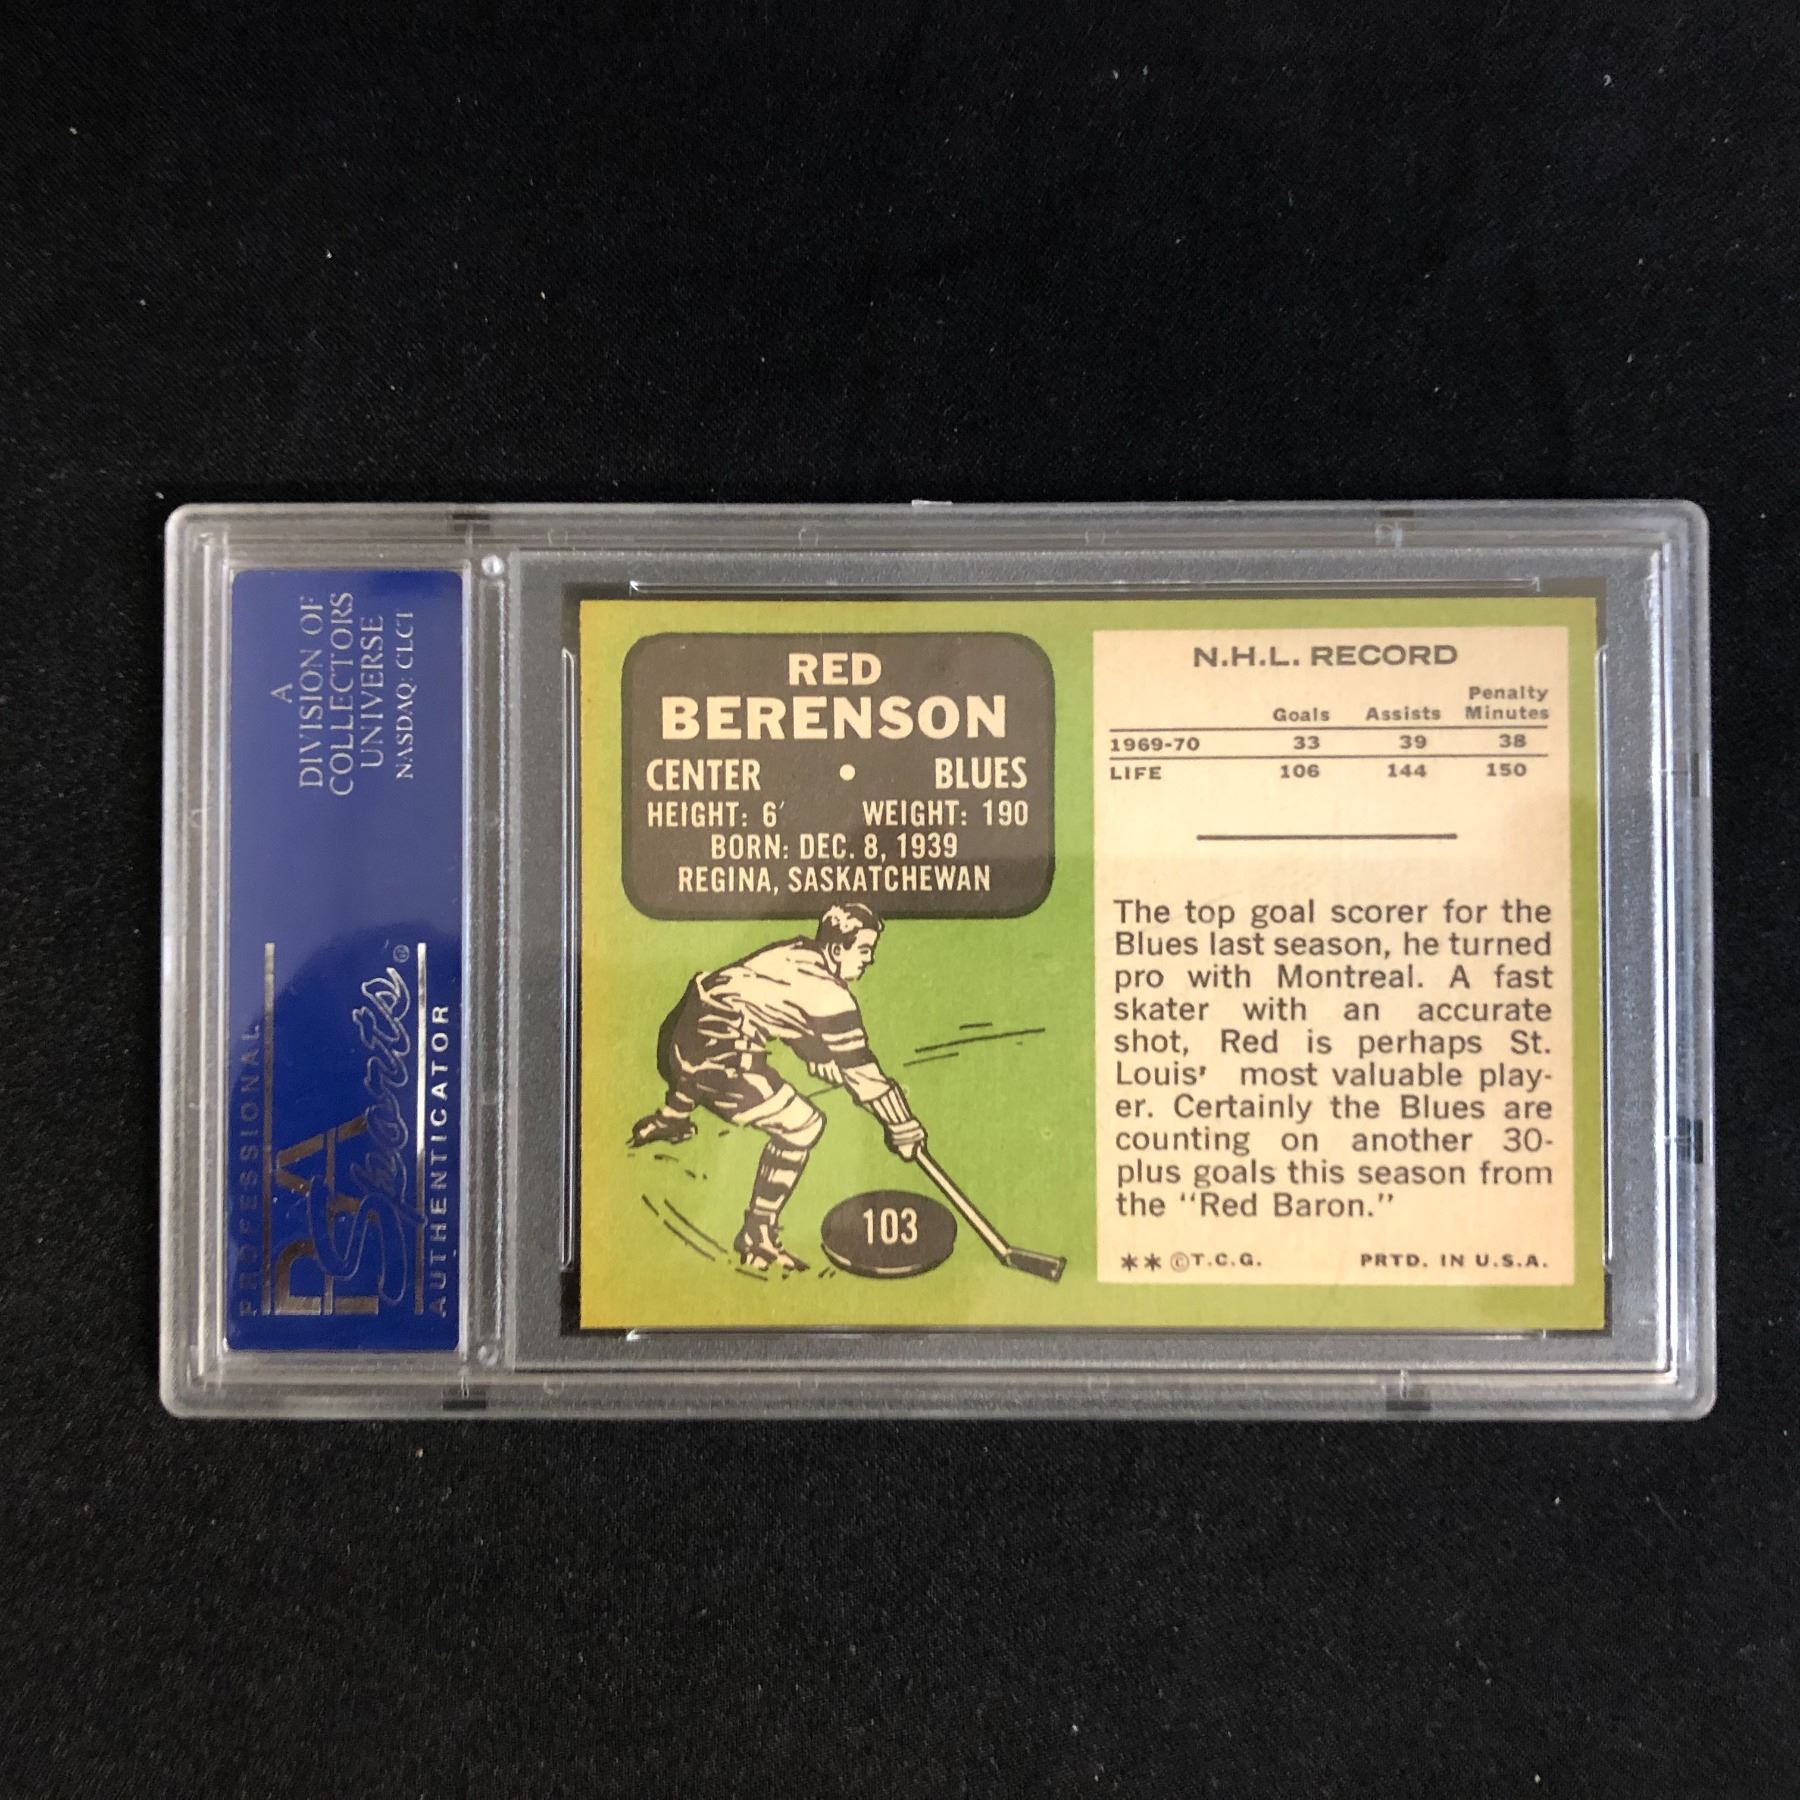 A
DIVISION OF
COLLECTORS
UNIVERSE
NASDAQ: CLCT
PROFESSIONAL
PSA
Sports®
AUTHENTICATOR
RED
BERENSON
CENTER • BLUES
HEIGHT: 6' WEIGHT: 190
BORN: DEC. 8, 1939
REGINA, SASKATCHEWAN
103
N.H.L. RECORD
Penalty
Goals Assists Minutes
1969-70 33 39 38
LIFE 106 144 150
The top goal scorer for the
Blues last season, he turned
pro with Montreal. A fast
skater with an accurate
shot, Red is perhaps St.
Louis' most valuable play-
er. Certainly the Blues are
counting on another 30-
plus goals this season from
the "Red Baron."
** ©T.C.G. PRTD. IN U.S.A.